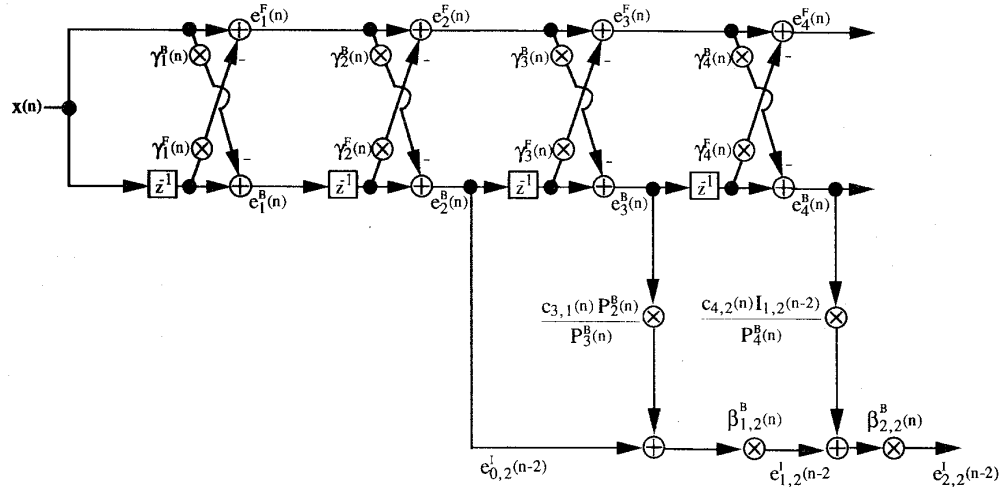 e₁ᶠ(n) e₂ᶠ(n) e₃ᶠ(n) e₄ᶠ(n)
γ₁ᴮ(n) γ₂ᴮ(n) γ₃ᴮ(n) γ₄ᴮ(n)
- - - -
x(n)
γ₁ᶠ(n) γ₂ᶠ(n) γ₃ᶠ(n) γ₄ᶠ(n)
- - - -
z⁻¹ z⁻¹ z⁻¹ z⁻¹
e₁ᴮ(n) e₂ᴮ(n) e₃ᴮ(n) e₄ᴮ(n)
c₃,₁(n) P₂ᴮ(n) c₄,₂(n) I₁,₂(n-2)
P₃ᴮ(n) P₄ᴮ(n)
β₁,₂ᴮ(n) β₂,₂ᴮ(n)
e₀,₂ᴵ(n-2) e₁,₂ᴵ(n-2 e₂,₂ᴵ(n-2)